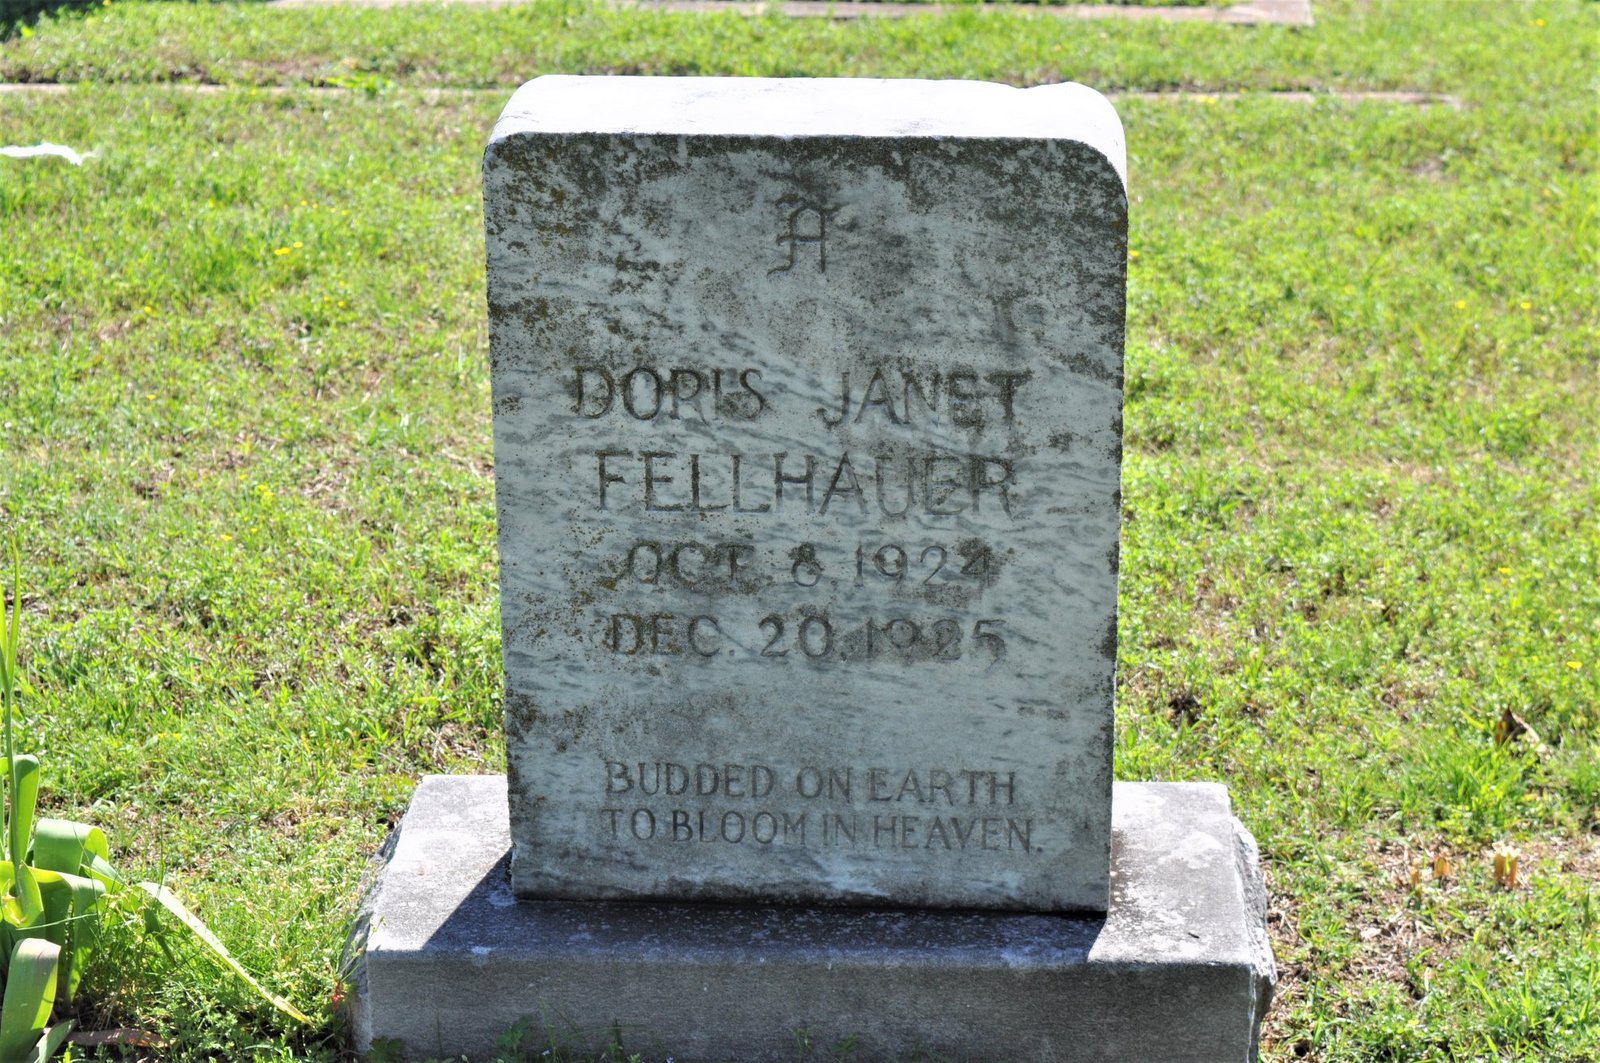 A
DORIS JANET
FELLHAUER
OCT. 8, 1924
DEC. 20, 1925
BUDDED ON EARTH
TO BLOOM IN HEAVEN.